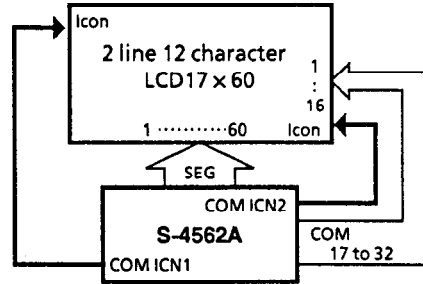 Icon
2 line 12 character
LCD17 × 60
1
:
16
1 ··········· 60
Icon
SEG
COM ICN2
S-4562A
COM
17 to 32
COM ICN1